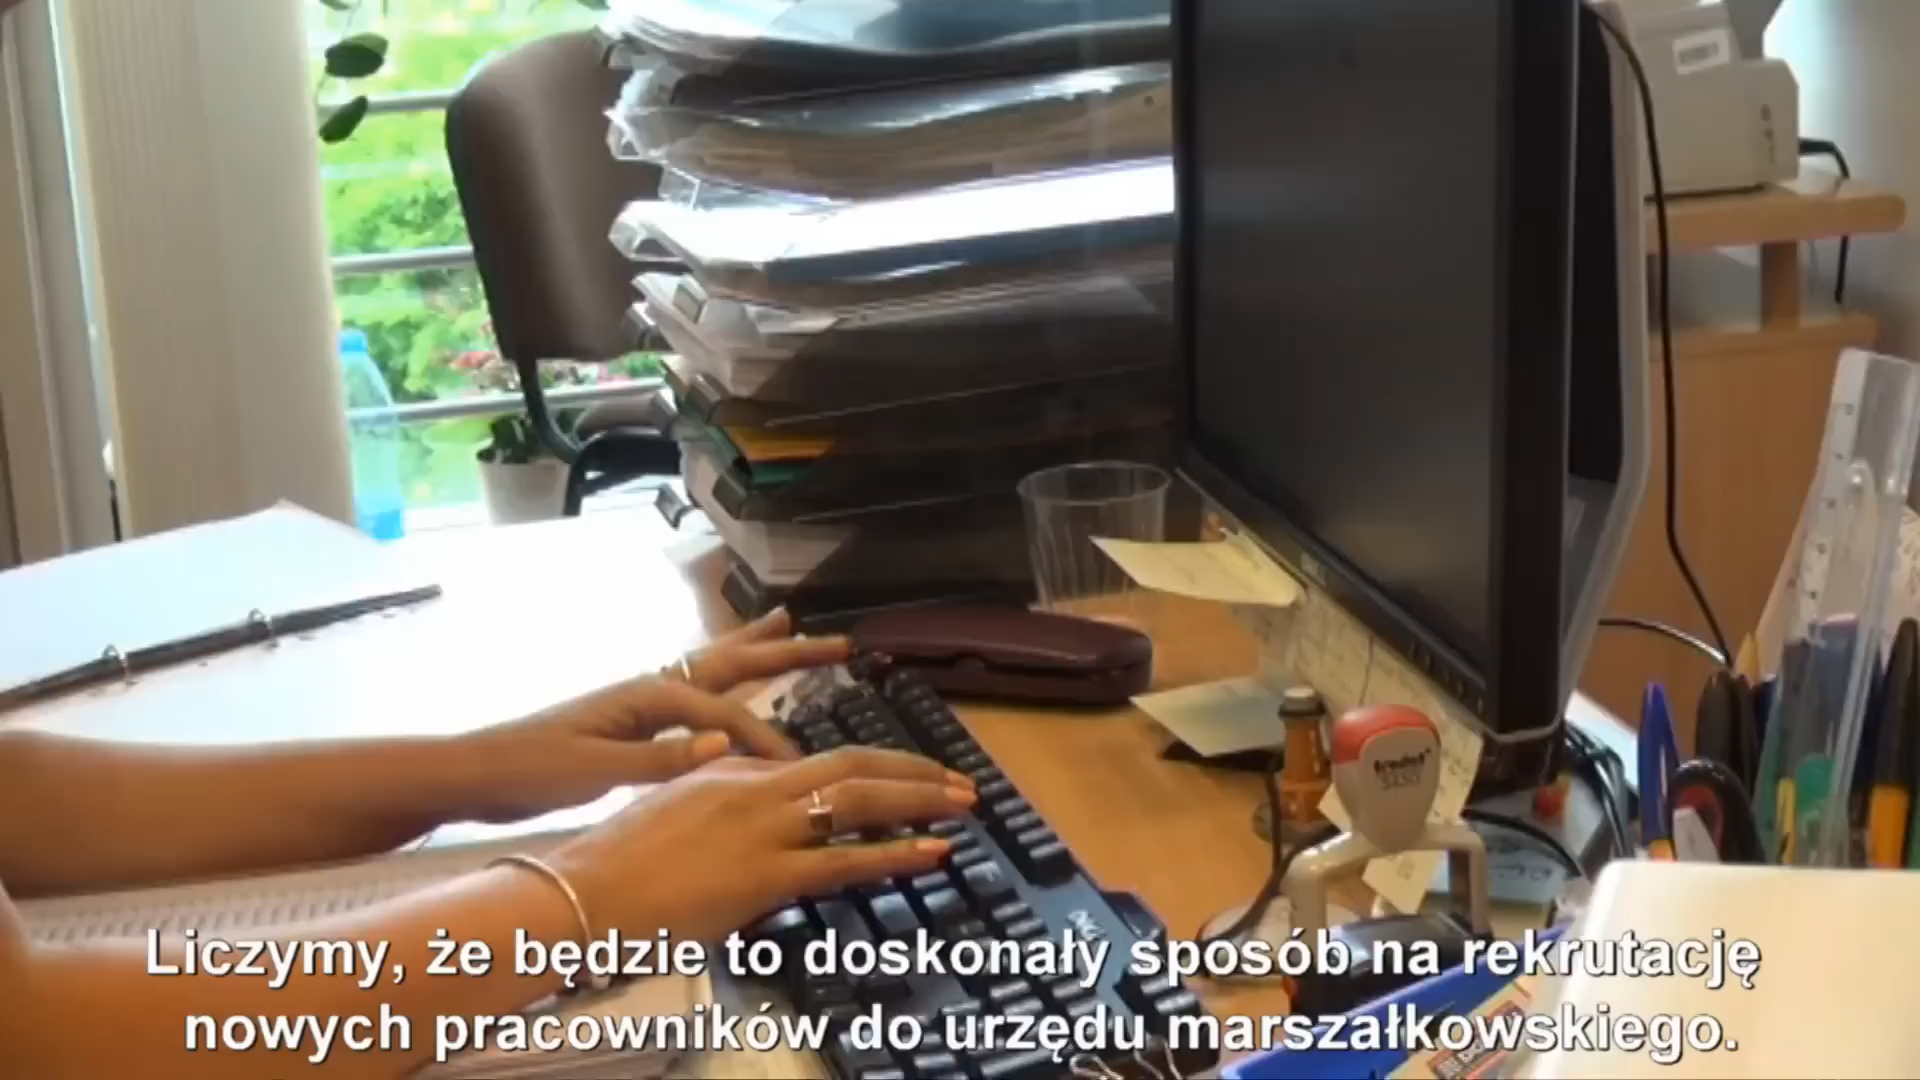 Liczymy, że będzie to doskonały sposób na rekrutację
nowych pracowników do urzędu marszałkowskiego.